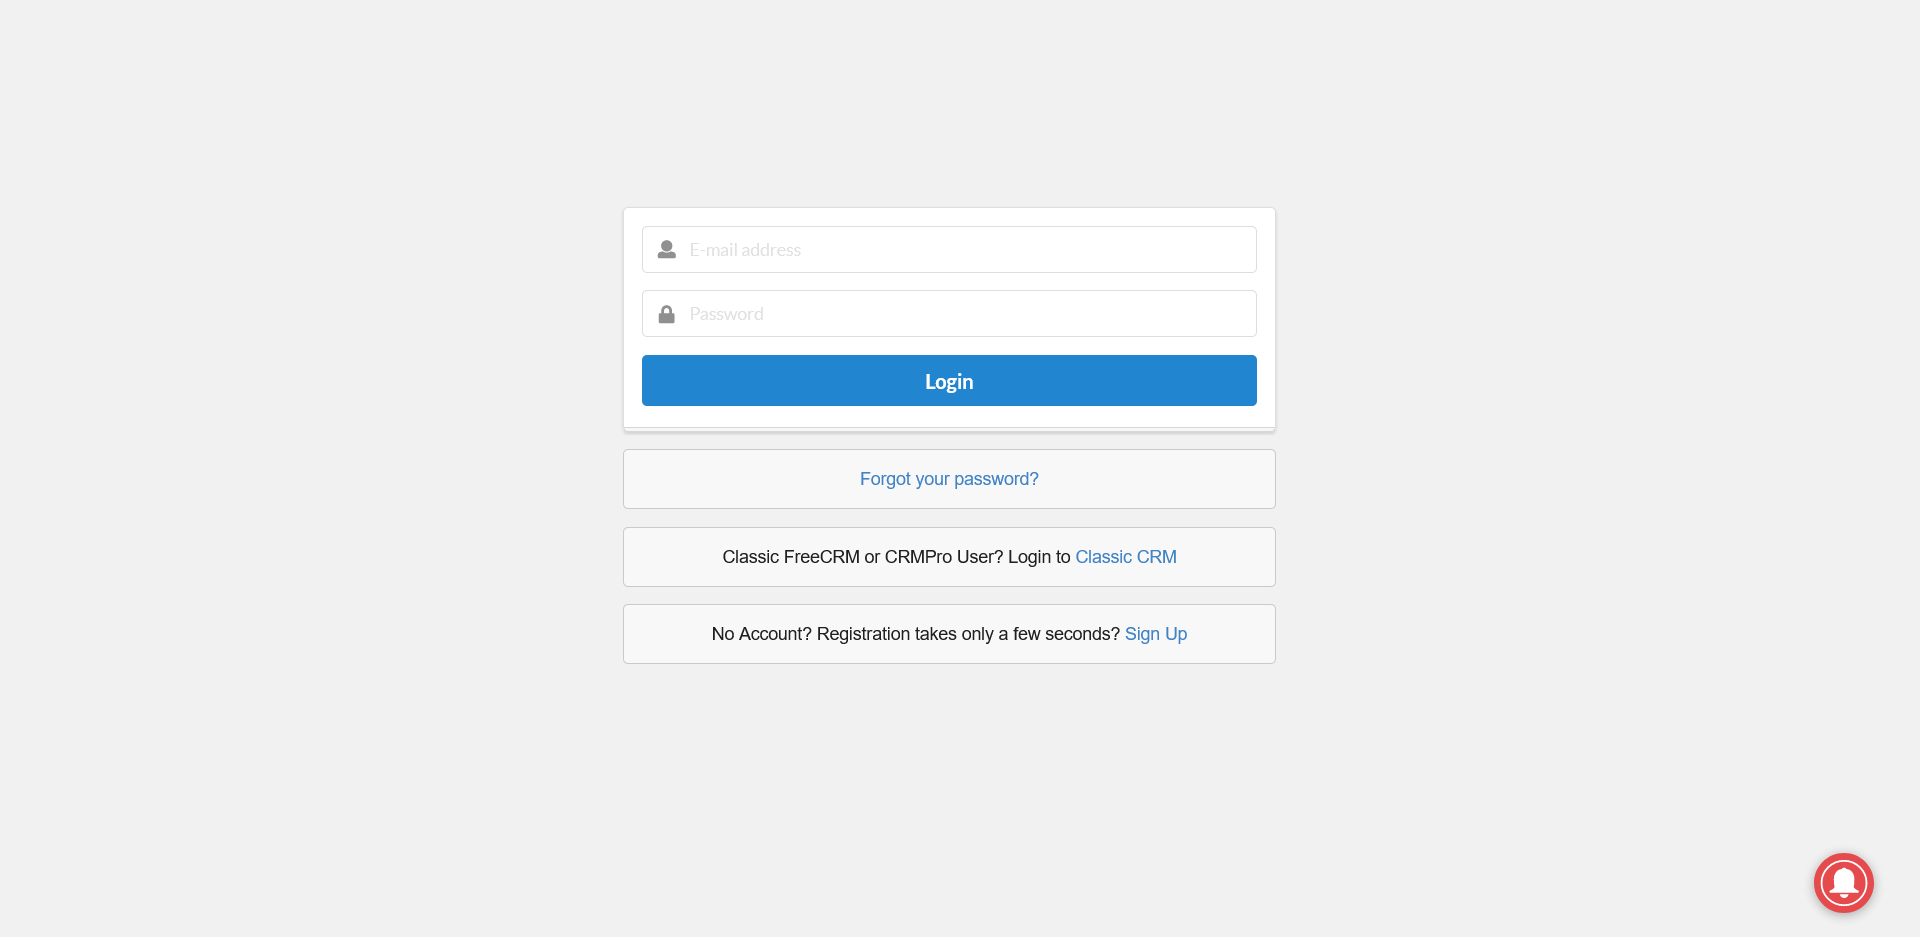 E-mail address
Password
Login
Forgot your password?
Classic FreeCRM or CRMPro User? Login to Classic CRM
No Account? Registration takes only a few seconds? Sign Up